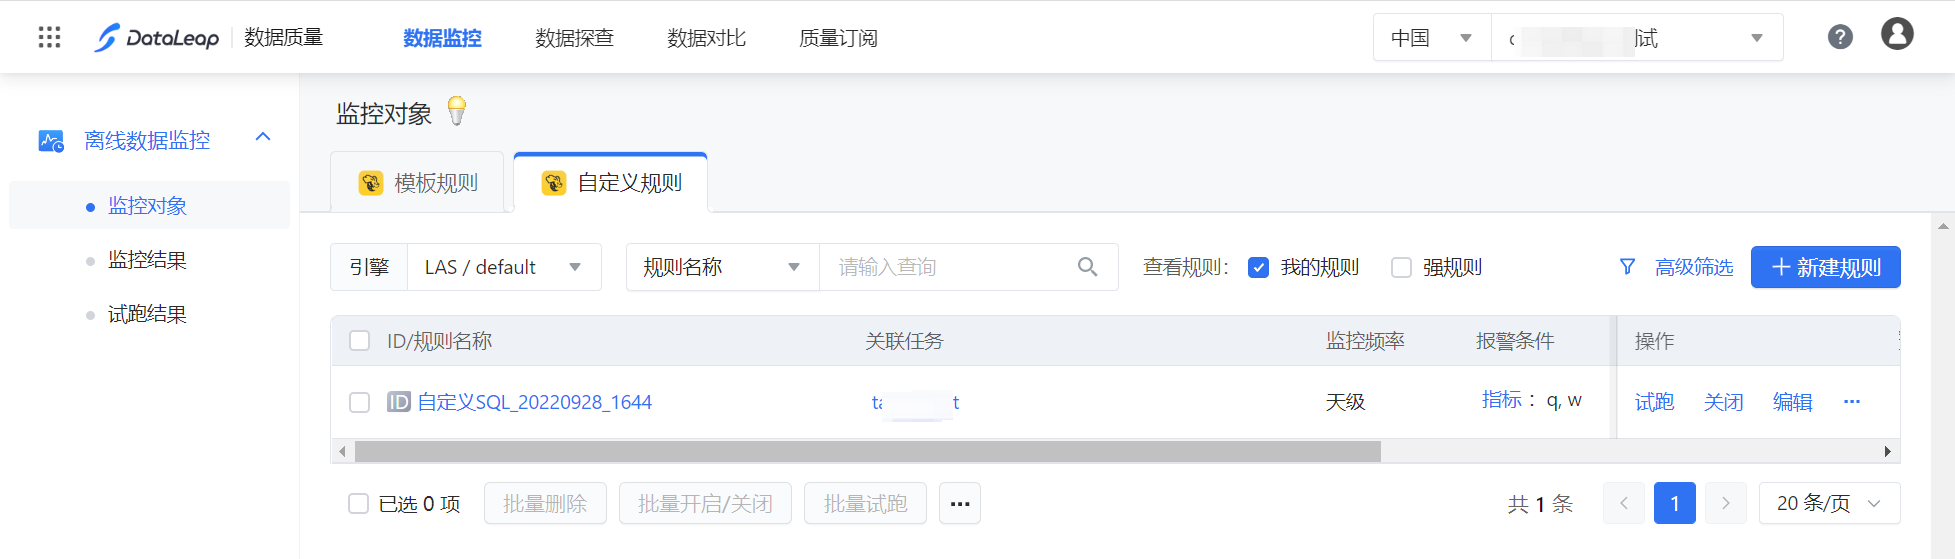 DataLeap 数据质量 数据监控 数据探查 数据对比 质量订阅 中国 试 ?
离线数据监控
监控对象
监控结果
试跑结果
监控对象
模板规则 自定义规则
引擎 LAS / default 规则名称 请输入查询 查看规则: 我的规则 强规则 高级筛选 新建规则
ID/规则名称 关联任务 监控频率 报警条件 操作
ID 自定义SQL_20220928_1644 t 天级 指标 : q, w 试跑 关闭 编辑 ...
已选 0 项 批量删除 批量开启/关闭 批量试跑 ... 共 1 条 < 1 > 20 条/页